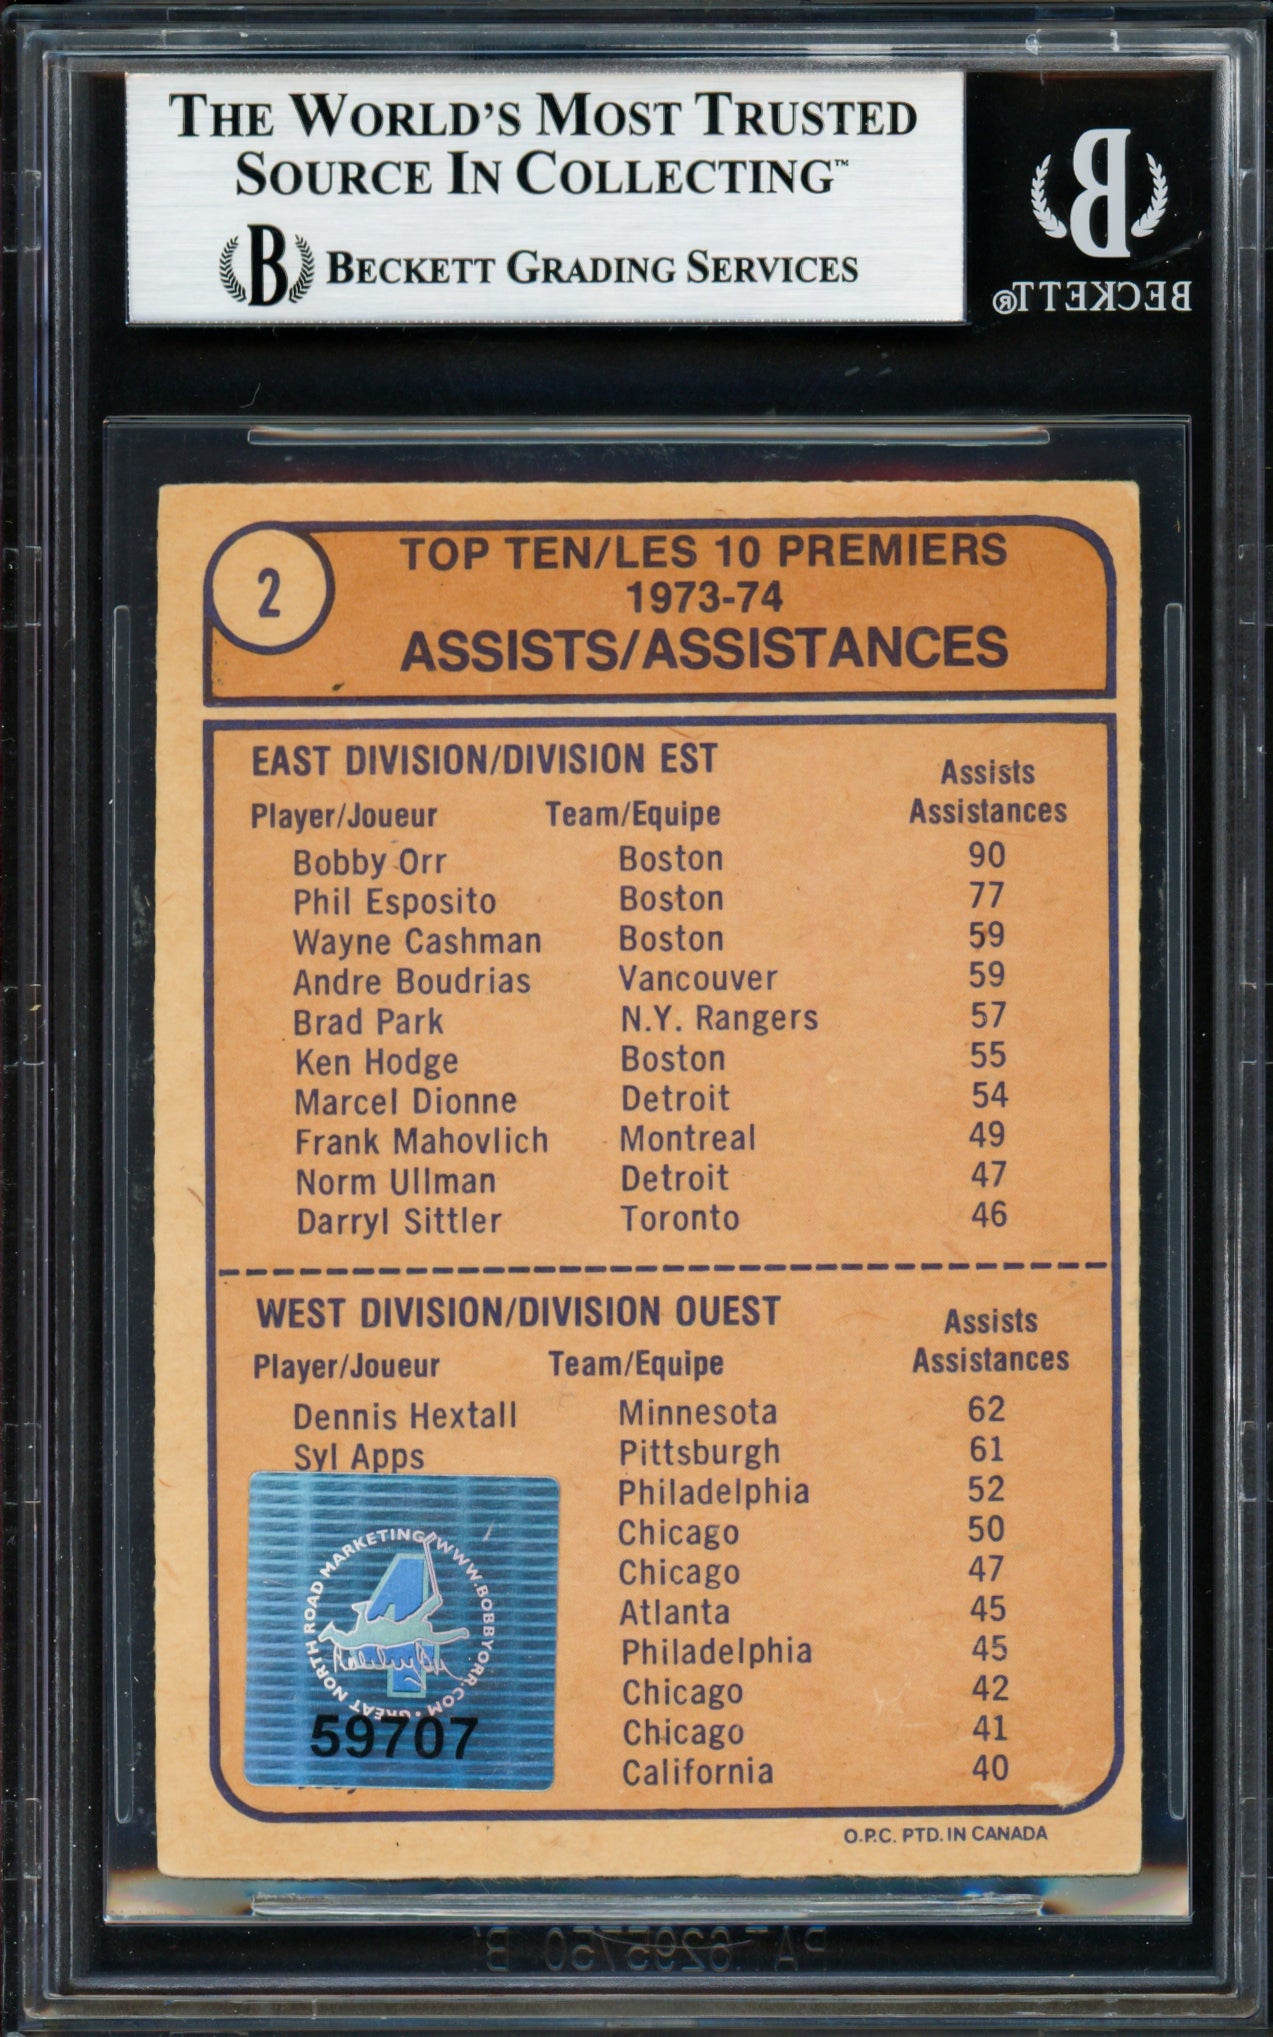 THE WORLD'S MOST TRUSTED
SOURCE IN COLLECTING™
B BECKETT GRADING SERVICES
B
BECKETT®
2
TOP TEN/LES 10 PREMIERS
1973-74
ASSISTS/ASSISTANCES
EAST DIVISION/DIVISION EST
Assists
Player/Joueur Team/Equipe Assistances
Bobby Orr Boston 90
Phil Esposito Boston 77
Wayne Cashman Boston 59
Andre Boudrias Vancouver 59
Brad Park N.Y. Rangers 57
Ken Hodge Boston 55
Marcel Dionne Detroit 54
Frank Mahovlich Montreal 49
Norm Ullman Detroit 47
Darryl Sittler Toronto 46
WEST DIVISION/DIVISION OUEST
Assists
Player/Joueur Team/Equipe Assistances
Dennis Hextall Minnesota 62
Syl Apps Pittsburgh 61
Philadelphia 52
Chicago 50
Chicago 47
Atlanta 45
Philadelphia 45
Chicago 42
Chicago 41
California 40
GREAT NORTH ROAD MARKETING WWW.BOBBYORR.COM
4
59707
O.P.C. PTD. IN CANADA
PAT. 6295750 B1